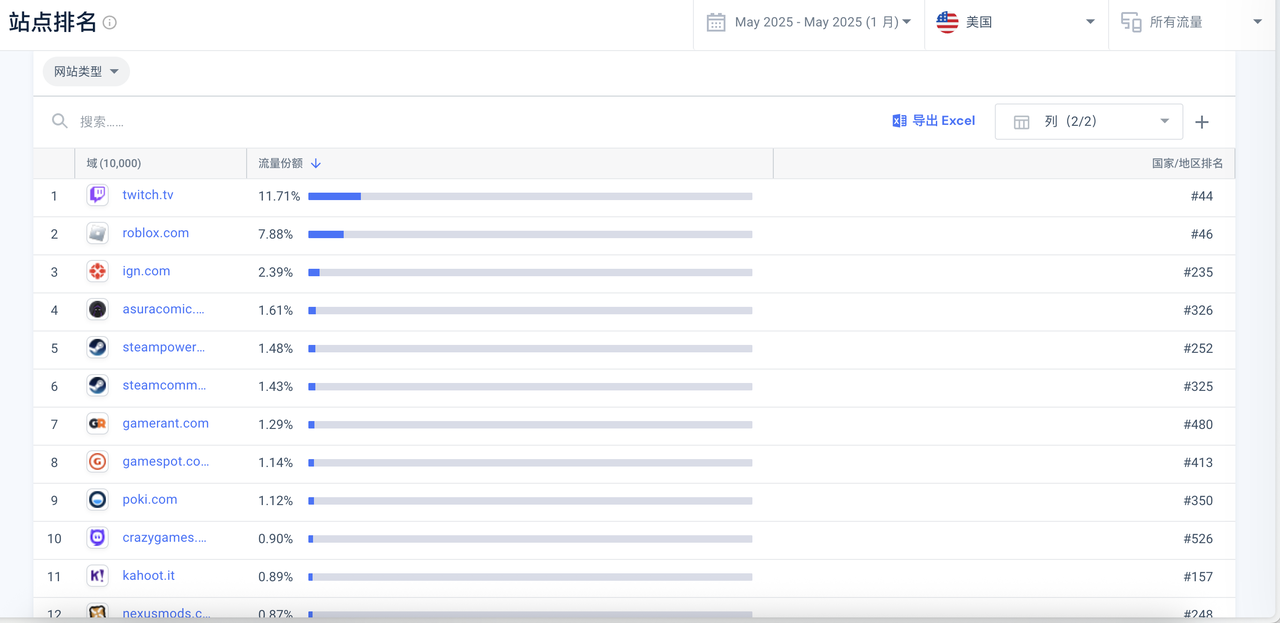 站点排名
May 2025 - May 2025 (1 月)
美国
所有流量
网站类型
搜索......
导出 Excel
列 (2/2)
域 (10,000) 流量份额 国家/地区排名
1 twitch.tv 11.71% #44
2 roblox.com 7.88% #46
3 ign.com 2.39% #235
4 asuracomic.... 1.61% #326
5 steampower... 1.48% #252
6 steamcomm... 1.43% #325
7 GR gamerant.com 1.29% #480
8 G gamespot.co... 1.14% #413
9 poki.com 1.12% #350
10 crazygames.... 0.90% #526
11 K! kahoot.it 0.89% #157
12 nexusmods.c... 0.87% #248